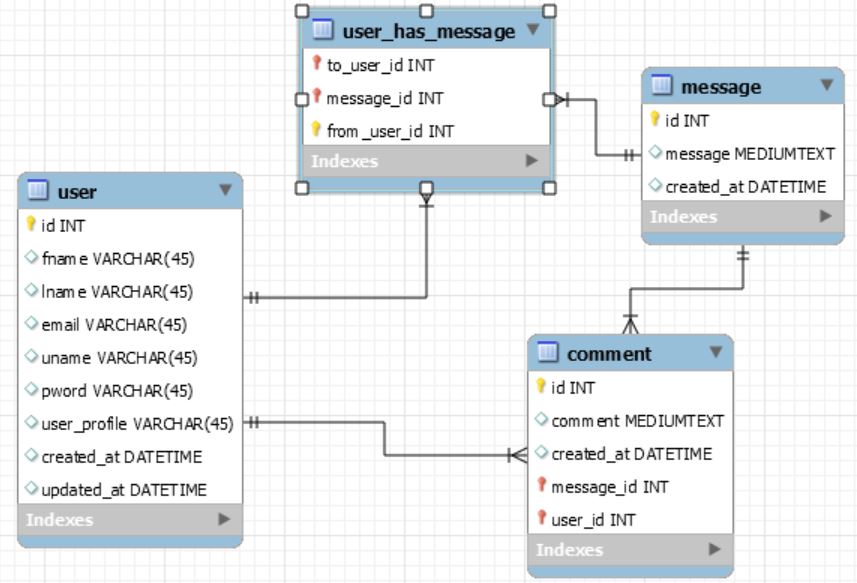 user_has_message
to_user_id INT
message_id INT
from_user_id INT
Indexes
message
id INT
message MEDIUMTEXT
created_at DATETIME
Indexes
user
id INT
fname VARCHAR(45)
lname VARCHAR(45)
email VARCHAR(45)
uname VARCHAR(45)
pword VARCHAR(45)
user_profile VARCHAR(45)
created_at DATETIME
updated_at DATETIME
Indexes
comment
id INT
comment MEDIUMTEXT
created_at DATETIME
message_id INT
user_id INT
Indexes